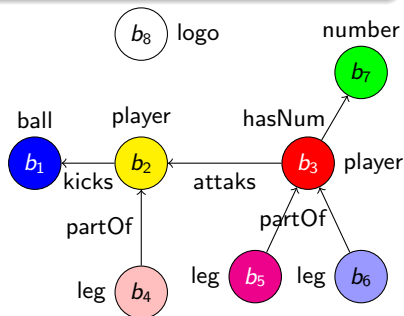 b8 logo
number
b7
ball player hasNum
b1 b2 b3 player
kicks attaks
partOf partOf
leg b4 leg b5 leg b6